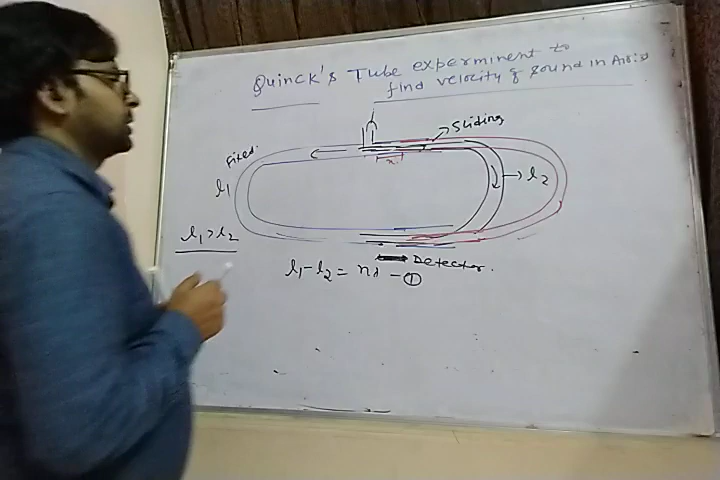 Quinck's Tube experminent to
find velocity of sound in Air
Sliding
fixed
x
l₁
l₂
l₁ > l₂
Detector.
l₁ - l₂ = nλ - ①